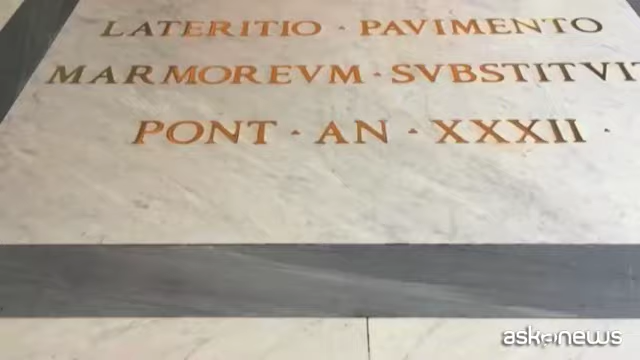 LATERITIO · PAVIMENTO
MARMOREVM · SVBSTITVIT
PONT · AN · XXXII ·
askanews